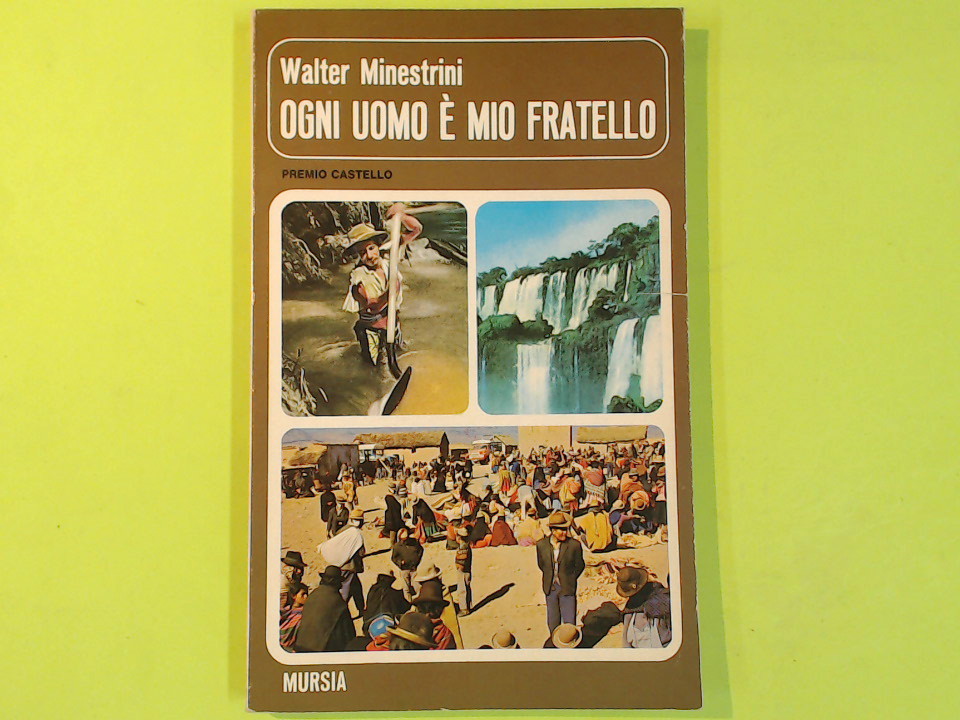 Walter Minestrini
OGNI UOMO È MIO FRATELLO
PREMIO CASTELLO
MURSIA